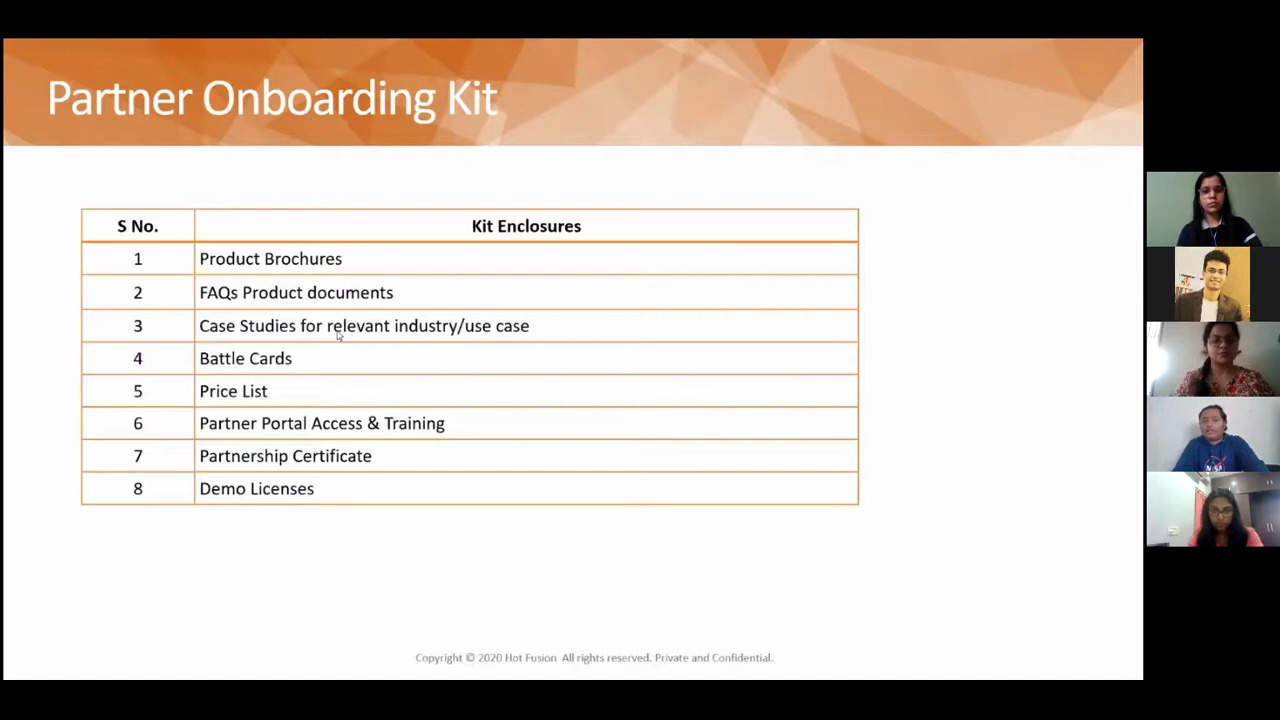 Partner Onboarding Kit
S No. Kit Enclosures
1 Product Brochures
2 FAQs Product documents
3 Case Studies for relevant industry/use case
4 Battle Cards
5 Price List
6 Partner Portal Access & Training
7 Partnership Certificate
8 Demo Licenses
Copyright © 2020 Hot Fusion All rights reserved. Private and Confidential.